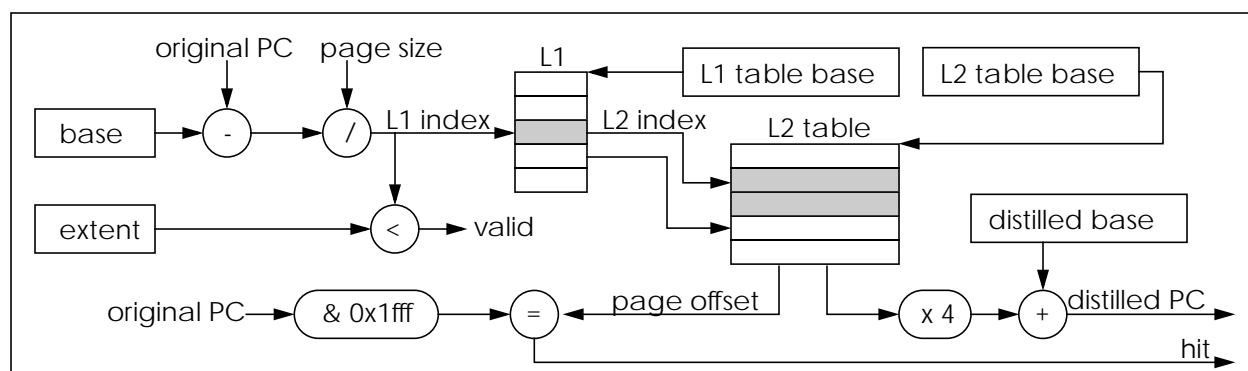 original PC page size L1 L1 table base L2 table base
base - / L1 index L2 index L2 table
extent < valid distilled base
original PC & 0x1fff = page offset x 4 + distilled PC
hit